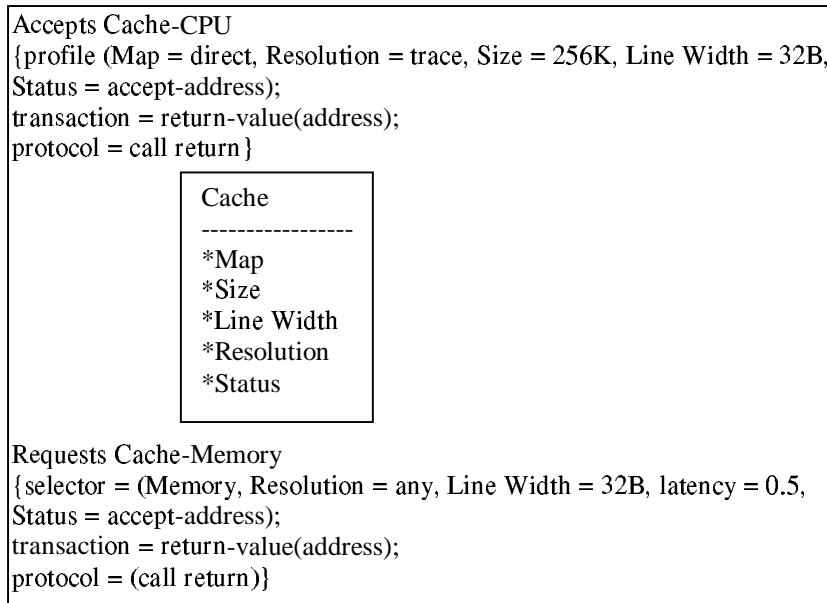 Accepts Cache-CPU
{profile (Map = direct, Resolution = trace, Size = 256K, Line Width = 32B,
Status = accept-address);
transaction = return-value(address);
protocol = call return}
Cache
-----------------
*Map
*Size
*Line Width
*Resolution
*Status
Requests Cache-Memory
{selector = (Memory, Resolution = any, Line Width = 32B, latency = 0.5,
Status = accept-address);
transaction = return-value(address);
protocol = (call return)}